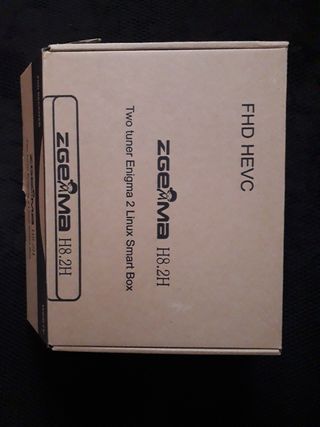 FHD HEVC
ZGEMMA H8.2H
Two tuner Enigma 2 Linux Smart Box
ZGEMMA H8.2H